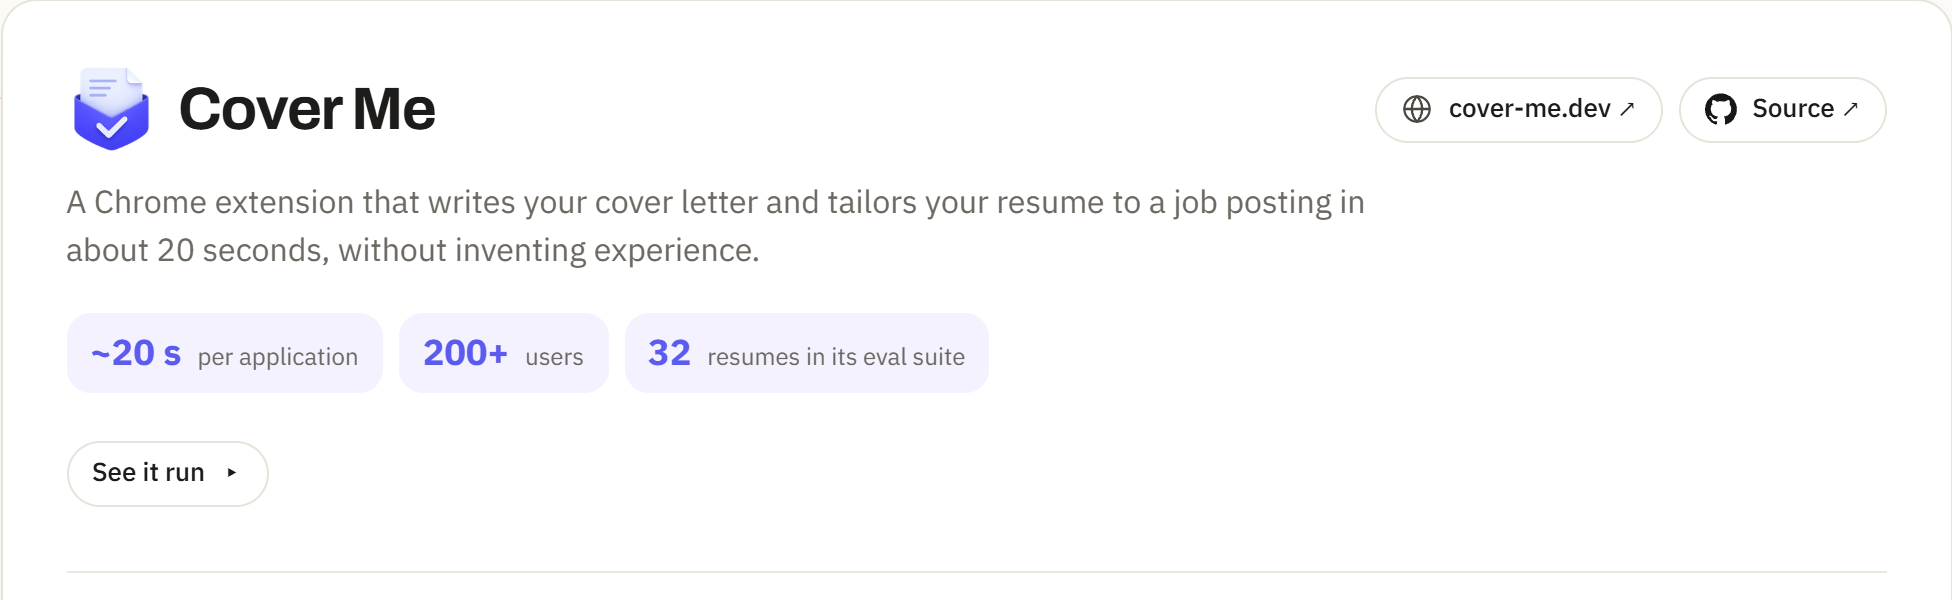 Cover Me
cover-me.dev ↗
Source ↗
A Chrome extension that writes your cover letter and tailors your resume to a job posting in
about 20 seconds, without inventing experience.
~20 s per application
200+ users
32 resumes in its eval suite
See it run ▸